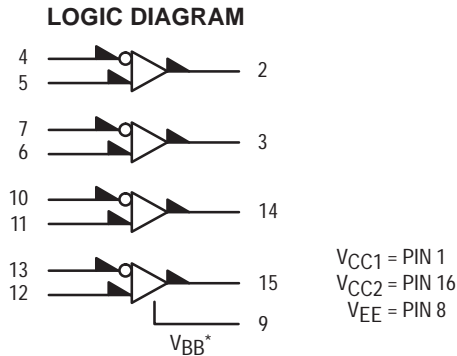 LOGIC DIAGRAM
4
5
2
7
6
3
10
11
14
13
12
15
9
VBB*
VCC1 = PIN 1
VCC2 = PIN 16
VEE = PIN 8